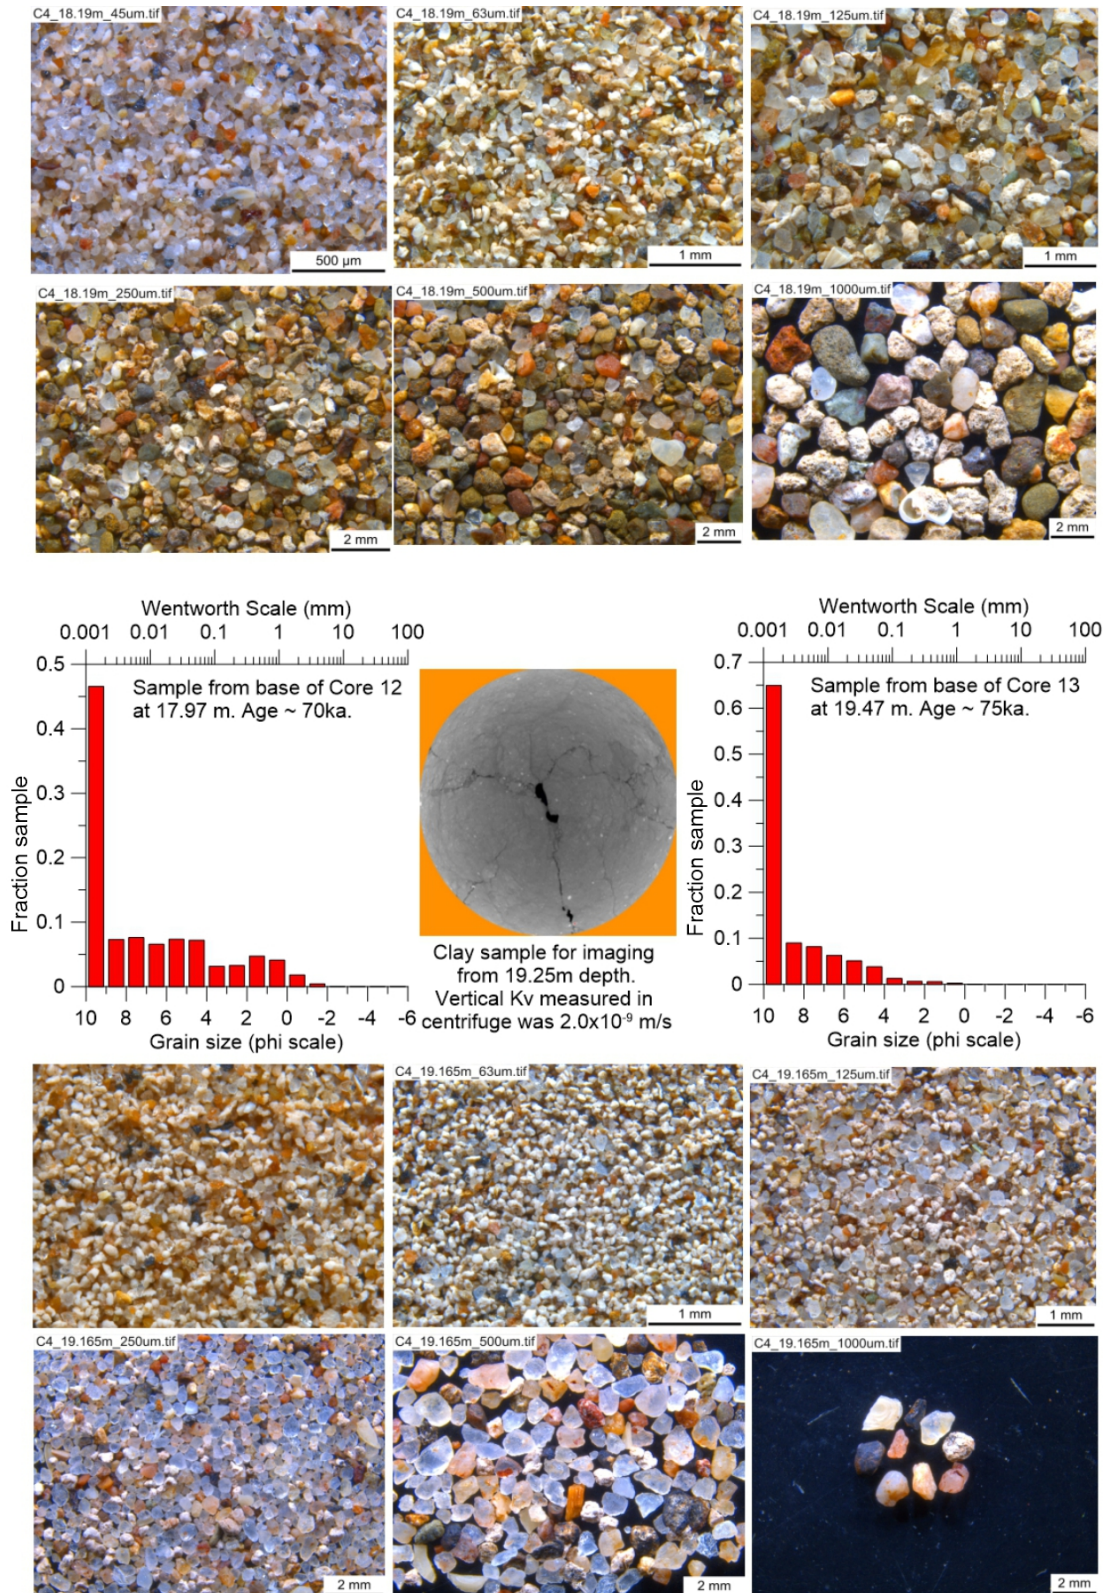 C4_18.19m_45um.tif
C4_18.19m_63um.tif
C4_18.19m_125um.tif
500 µm
1 mm
1 mm
C4_18.19m_250um.tif
C4_18.19m_500um.tif
C4_18.19m_1000um.tif
2 mm
2 mm
2 mm
Wentworth Scale (mm)
0.001 0.01 0.1 1 10 100
0.5
0.4
0.3
0.2
0.1
0
Fraction sample
Sample from base of Core 12
at 17.97 m. Age ~ 70ka.
10 8 6 4 2 0 -2 -4 -6
Grain size (phi scale)
Clay sample for imaging
from 19.25m depth.
Vertical Kv measured in
centrifuge was 2.0x10⁻⁹ m/s
Wentworth Scale (mm)
0.001 0.01 0.1 1 10 100
0.7
0.6
0.5
0.4
0.3
0.2
0.1
0
Fraction sample
Sample from base of Core 13
at 19.47 m. Age ~ 75ka.
10 8 6 4 2 0 -2 -4 -6
Grain size (phi scale)
C4_19.165m_63um.tif
C4_19.165m_125um.tif
1 mm
1 mm
C4_19.165m_250um.tif
C4_19.165m_500um.tif
C4_19.165m_1000um.tif
2 mm
2 mm
2 mm